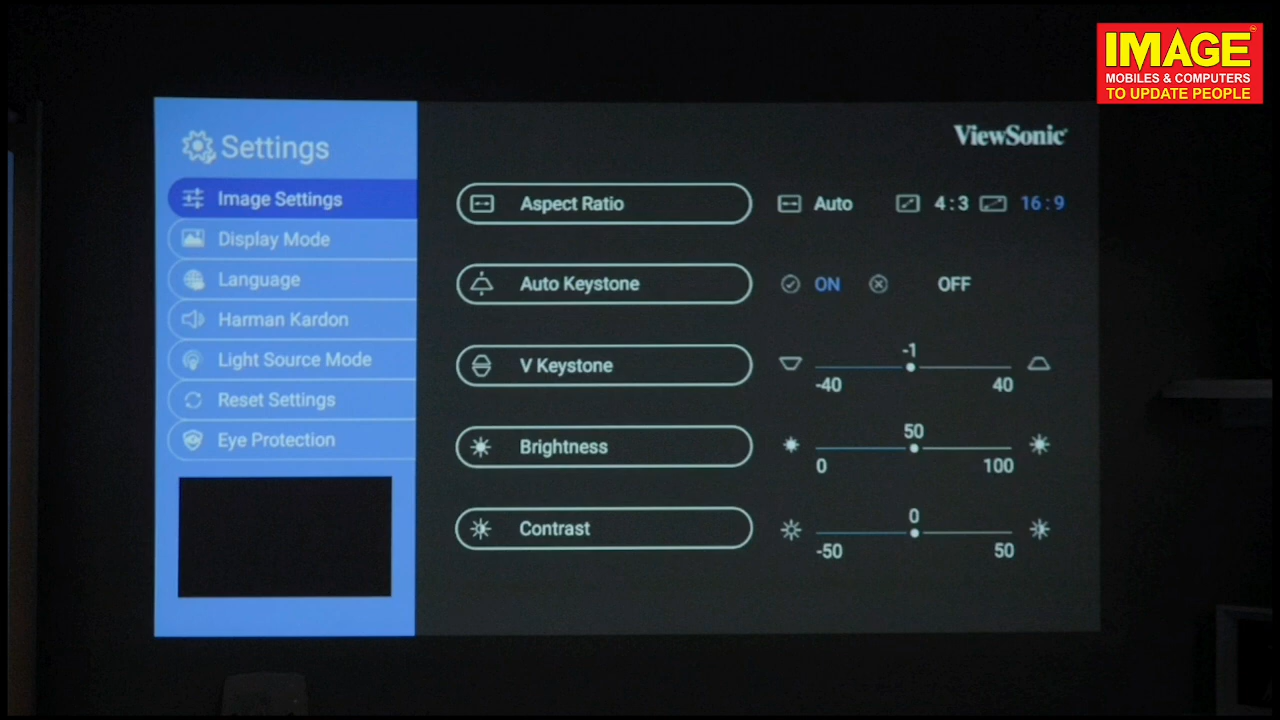 IMAGE
MOBILES & COMPUTERS
TO UPDATE PEOPLE
ViewSonic
Settings
Image Settings
Display Mode
Language
Harman Kardon
Light Source Mode
Reset Settings
Eye Protection
Aspect Ratio Auto 4:3 16:9
Auto Keystone ON OFF
V Keystone -1
-40 40
Brightness 50
0 100
Contrast 0
-50 50